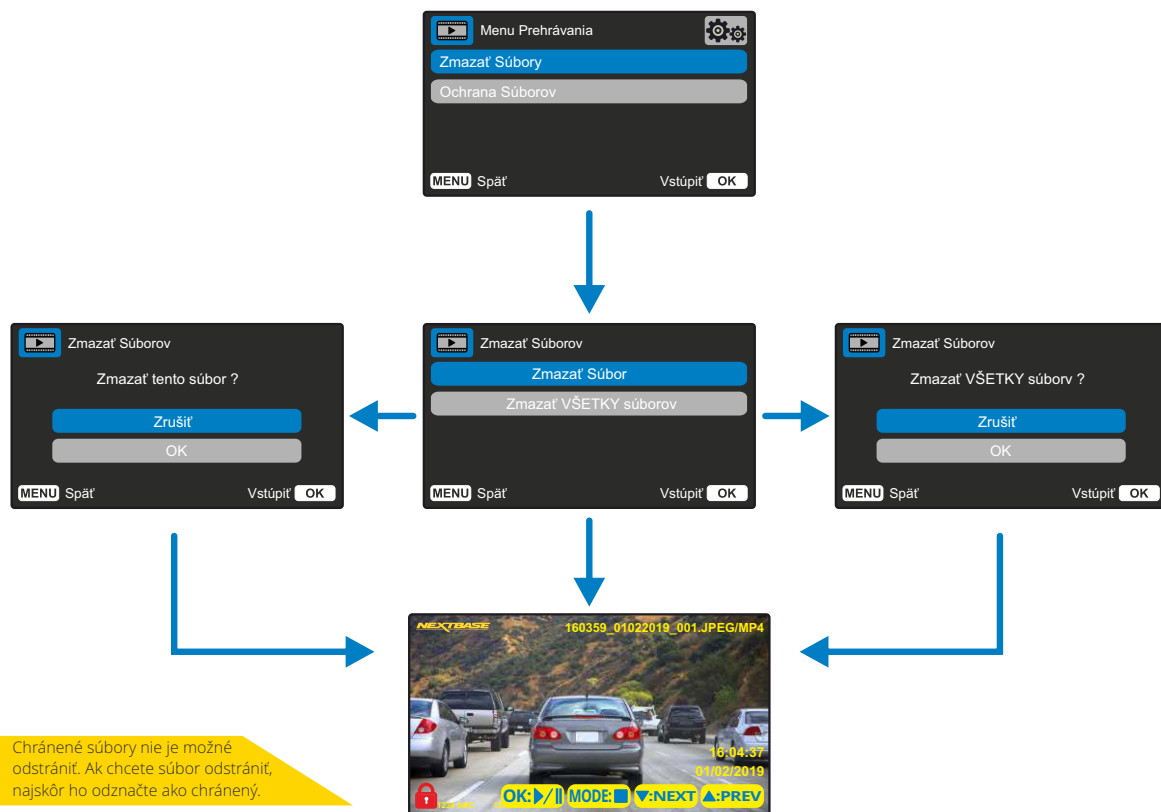 Menu Prehrávania
Zmazať Súbory
Ochrana Súborov
MENU Späť Vstúpiť OK
Zmazať Súborov
Zmazať tento súbor ?
Zrušiť
OK
MENU Späť Vstúpiť OK
Zmazať Súborov
Zmazať Súbor
Zmazať VŠETKY súborov
MENU Späť Vstúpiť OK
Zmazať Súborov
Zmazať VŠETKY súborv ?
Zrušiť
OK
MENU Späť Vstúpiť OK
NEXTBASE 160359_01022019_001.JPEG/MP4
16:04:37
01/02/2019
OK: MODE: :NEXT :PREV
Chránené súbory nie je možné
odstrániť. Ak chcete súbor odstrániť,
najskôr ho odznačte ako chránený.